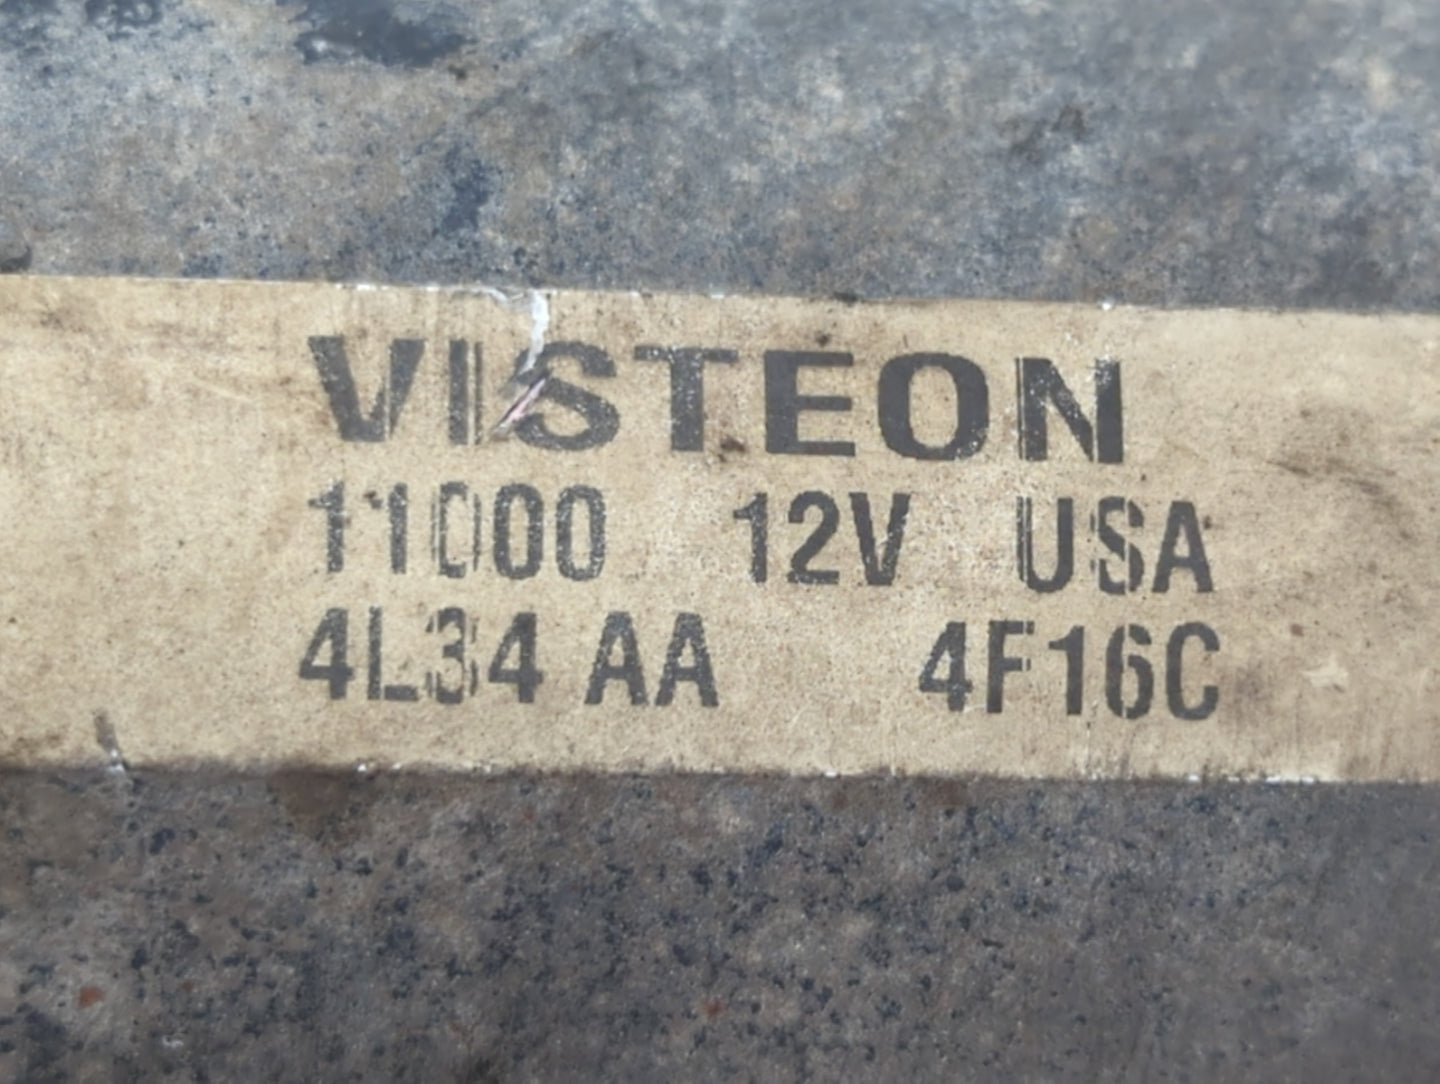 VISTEON
11000 12V USA
4L34 AA 4F16C